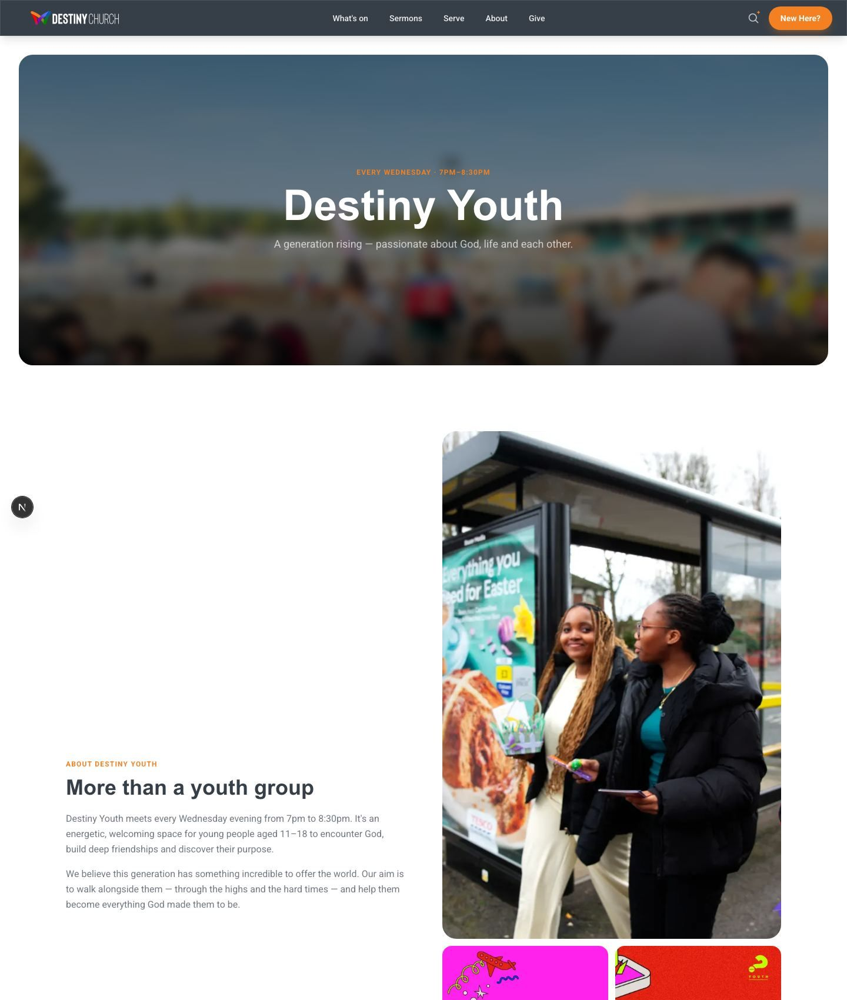 DESTINY CHURCH
What's on
Sermons
Serve
About
Give
New Here?
EVERY WEDNESDAY · 7PM–8:30PM
Destiny Youth
A generation rising — passionate about God, life and each other.
N
Everything you
need for Easter
TESCO
ABOUT DESTINY YOUTH
More than a youth group
Destiny Youth meets every Wednesday evening from 7pm to 8:30pm. It's an
energetic, welcoming space for young people aged 11–18 to encounter God,
build deep friendships and discover their purpose.
We believe this generation has something incredible to offer the world. Our aim is
to walk alongside them — through the highs and the hard times — and help them
become everything God made them to be.
YOUTH